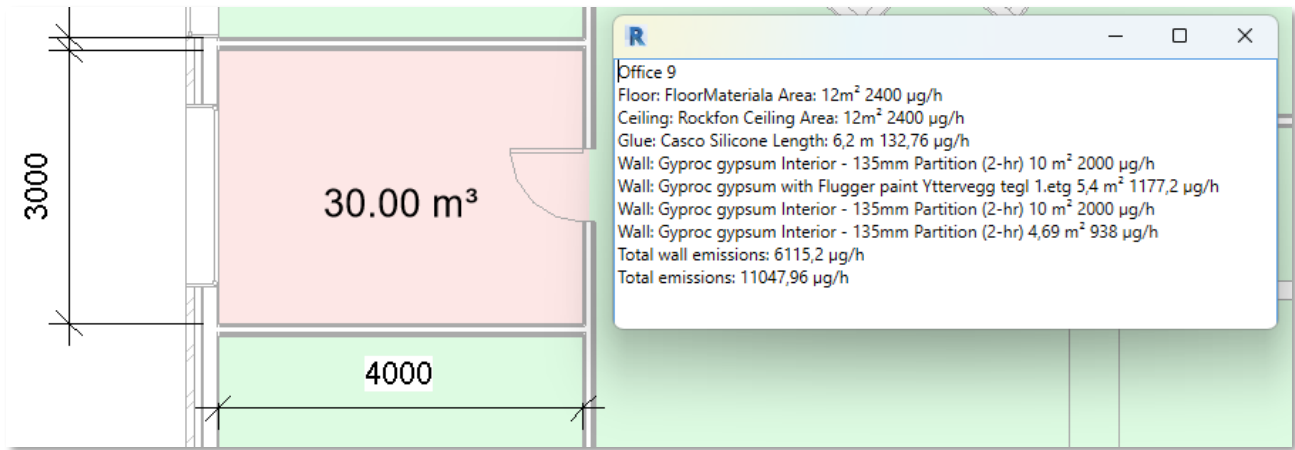 3000
30.00 m³
4000
R
Office 9
Floor: FloorMateriala Area: 12m² 2400 µg/h
Ceiling: Rockfon Ceiling Area: 12m² 2400 µg/h
Glue: Casco Silicone Length: 6,2 m 132,76 µg/h
Wall: Gyproc gypsum Interior - 135mm Partition (2-hr) 10 m² 2000 µg/h
Wall: Gyproc gypsum with Flugger paint Yttervegg tegl 1.etg 5,4 m² 1177,2 µg/h
Wall: Gyproc gypsum Interior - 135mm Partition (2-hr) 10 m² 2000 µg/h
Wall: Gyproc gypsum Interior - 135mm Partition (2-hr) 4,69 m² 938 µg/h
Total wall emissions: 6115,2 µg/h
Total emissions: 11047,96 µg/h